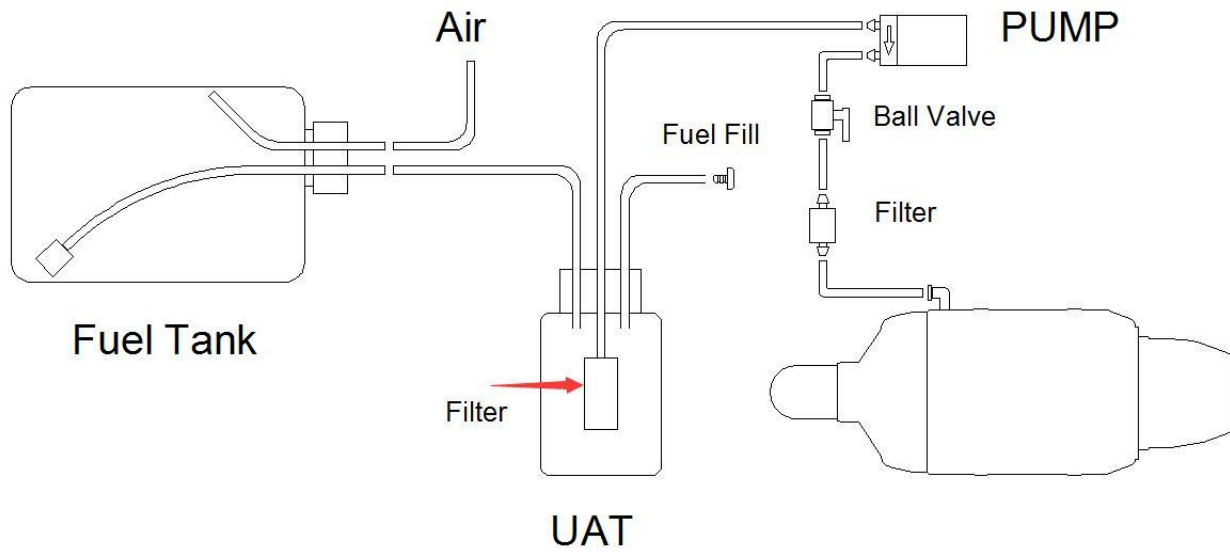 Air
PUMP
Ball Valve
Fuel Fill
Filter
Fuel Tank
Filter
UAT